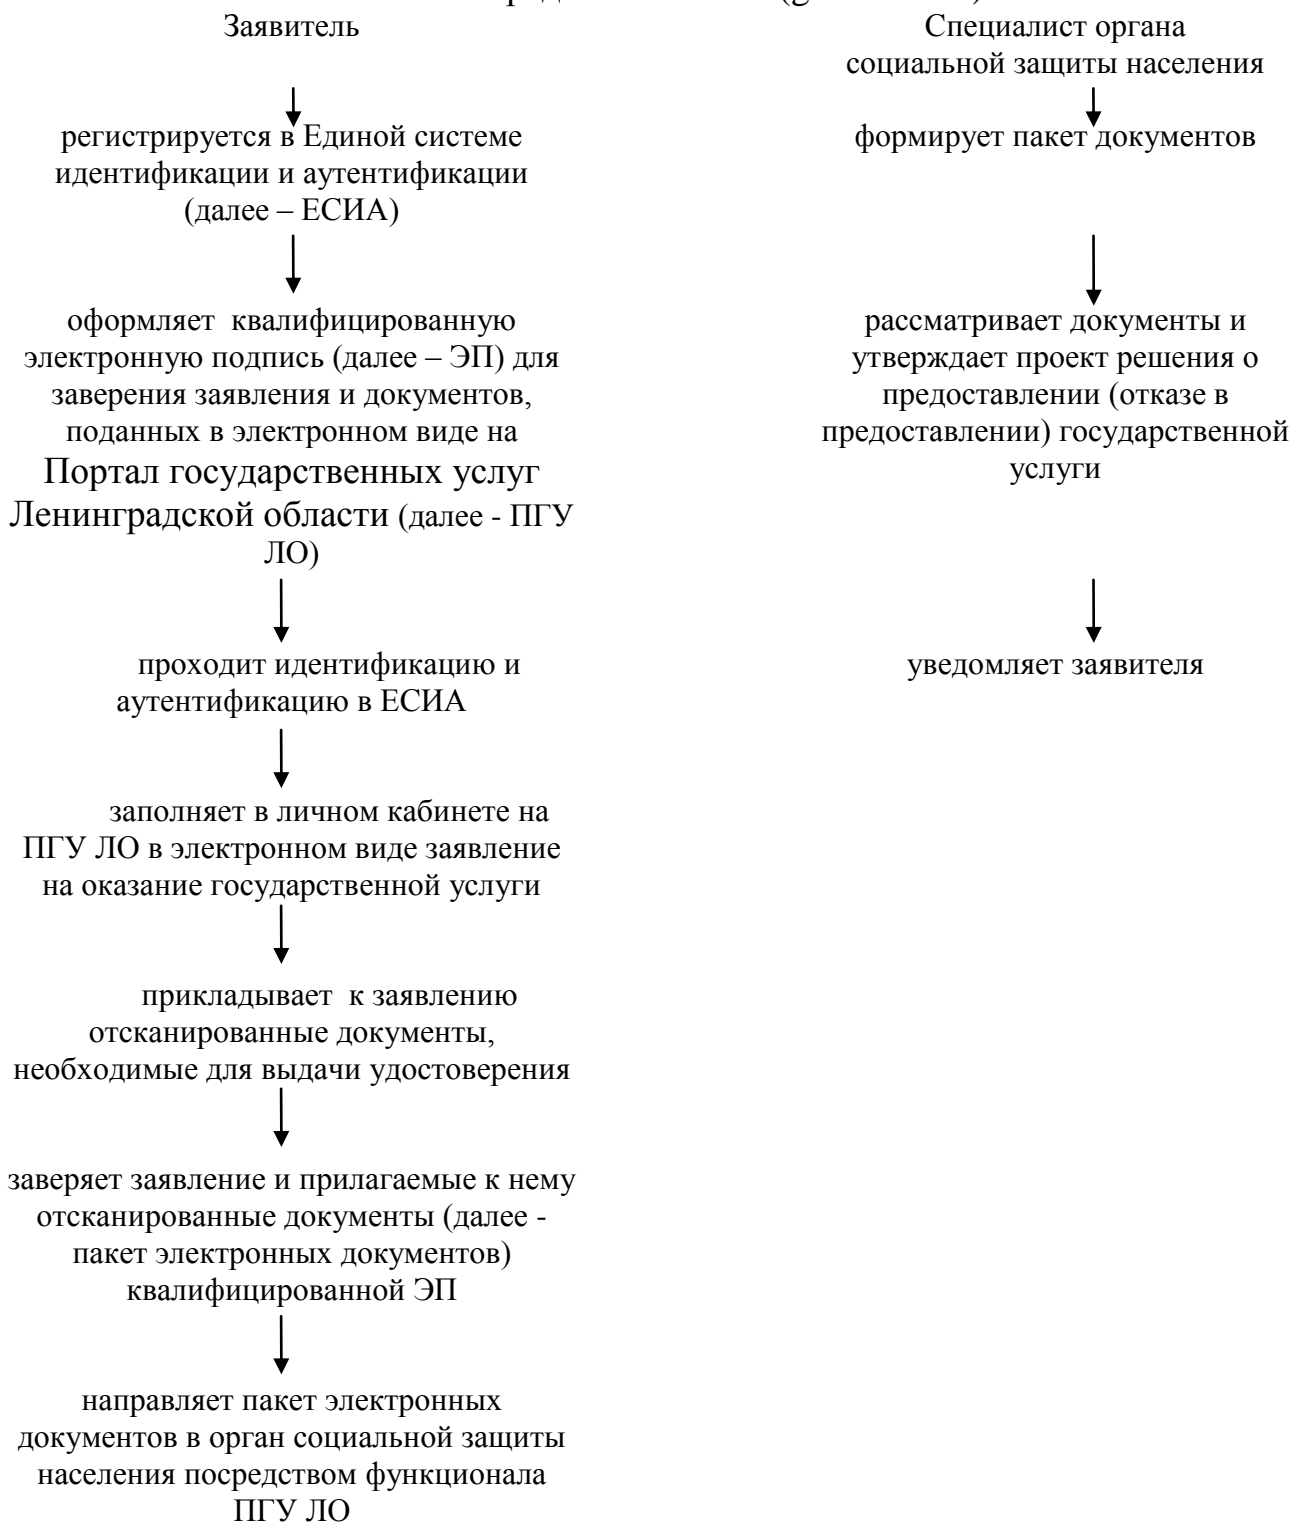 Заявитель
регистрируется в Единой системе
идентификации и аутентификации
(далее – ЕСИА)
оформляет квалифицированную
электронную подпись (далее – ЭП) для
заверения заявления и документов,
поданных в электронном виде на
Портал государственных услуг
Ленинградской области (далее - ПГУ
ЛО)
проходит идентификацию и
аутентификацию в ЕСИА
заполняет в личном кабинете на
ПГУ ЛО в электронном виде заявление
на оказание государственной услуги
прикладывает к заявлению
отсканированные документы,
необходимые для выдачи удостоверения
заверяет заявление и прилагаемые к нему
отсканированные документы (далее -
пакет электронных документов)
квалифицированной ЭП
направляет пакет электронных
документов в орган социальной защиты
населения посредством функционала
ПГУ ЛО
Специалист органа
социальной защиты населения
формирует пакет документов
рассматривает документы и
утверждает проект решения о
предоставлении (отказе в
предоставлении) государственной
услуги
уведомляет заявителя